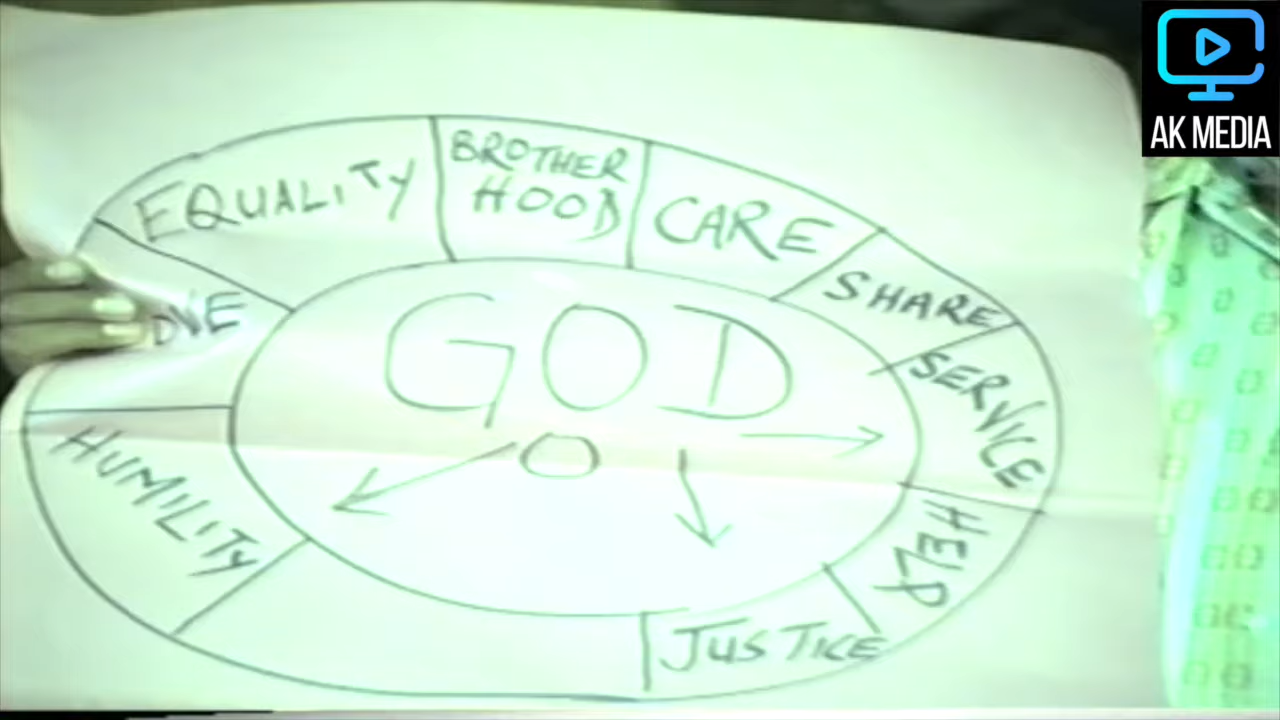 AK MEDIA
EQUALITY
BROTHER
HOOD
CARE
SHARE
SERVICE
HELP
JUSTICE
HUMILITY
GOD